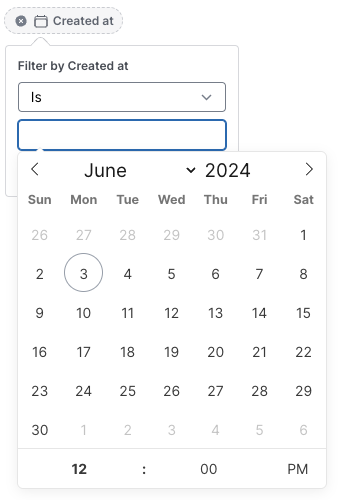 Created at
Filter by Created at
Is
June 2024
Sun Mon Tue Wed Thu Fri Sat
26 27 28 29 30 31 1
2 3 4 5 6 7 8
9 10 11 12 13 14 15
16 17 18 19 20 21 22
23 24 25 26 27 28 29
30 1 2 3 4 5 6
12 : 00 PM